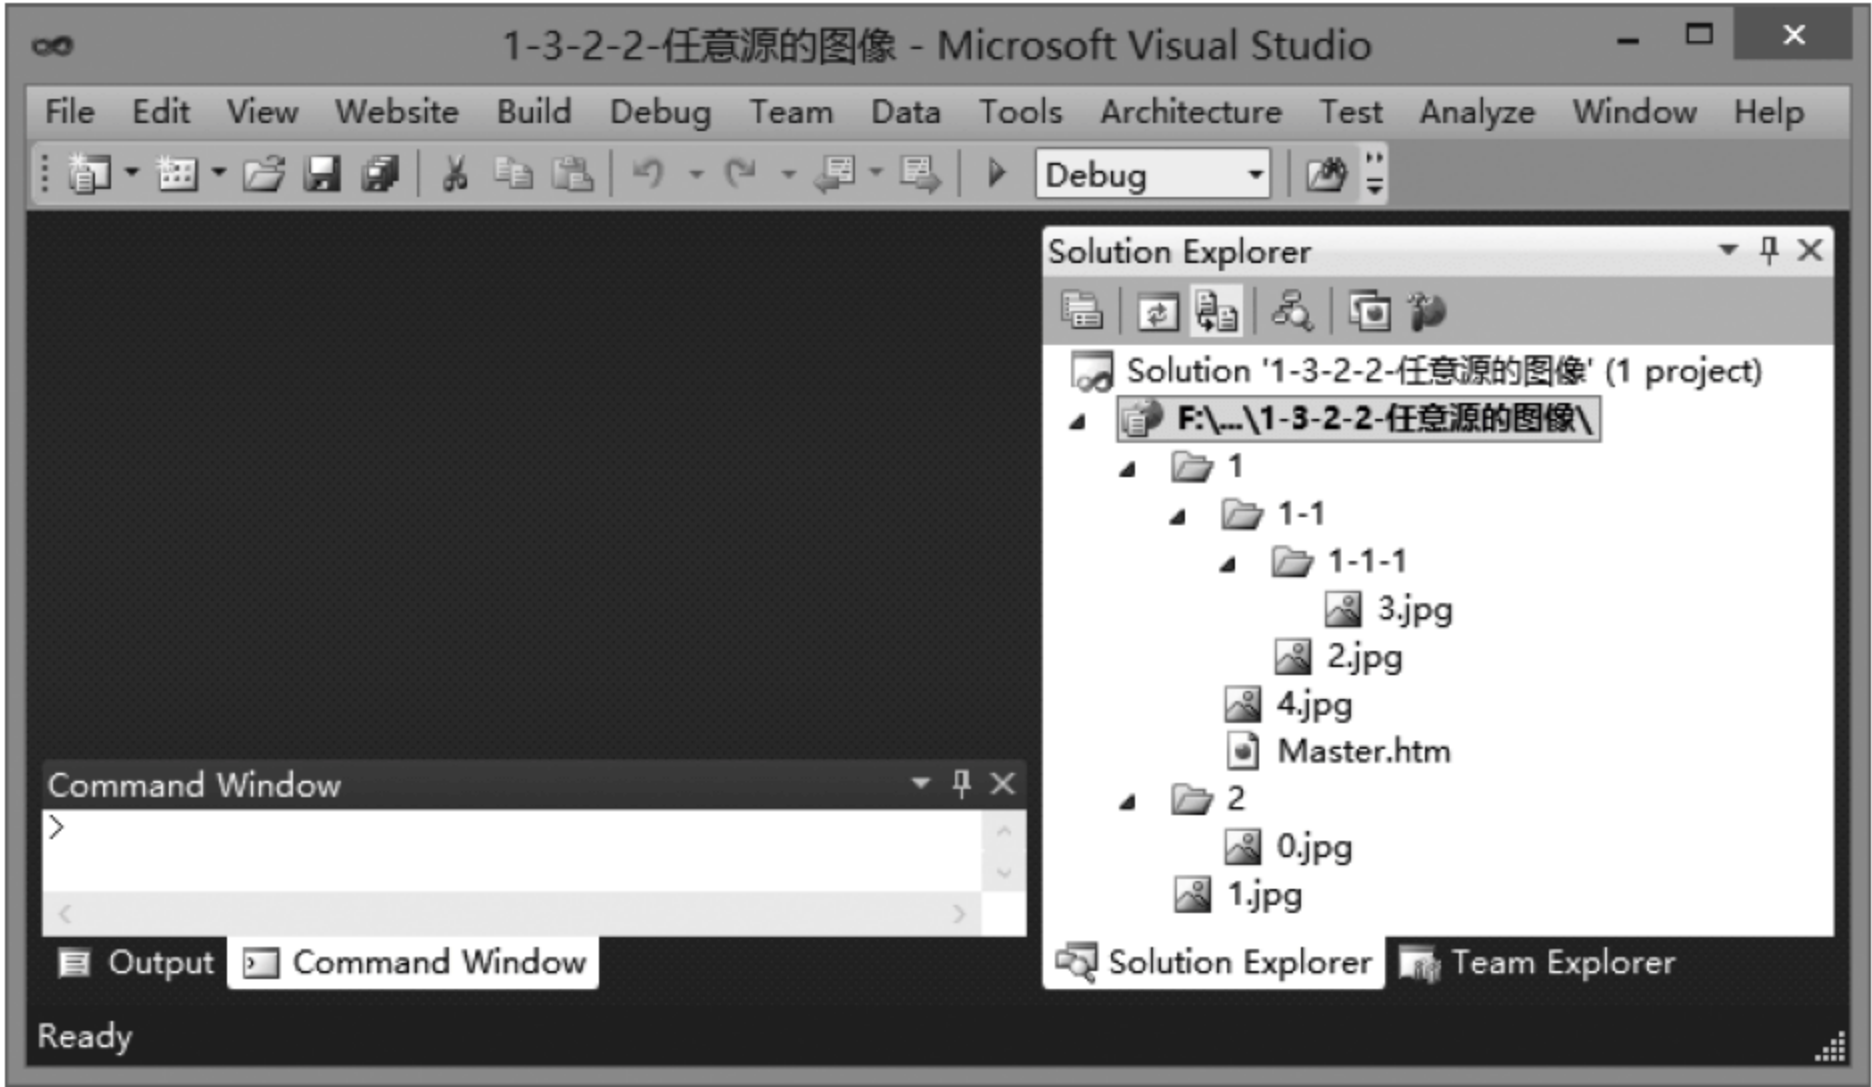 1-3-2-2-任意源的图像 - Microsoft Visual Studio
File Edit View Website Build Debug Team Data Tools Architecture Test Analyze Window Help
Debug
Solution Explorer
Solution '1-3-2-2-任意源的图像' (1 project)
F:\...\1-3-2-2-任意源的图像\
1
1-1
1-1-1
3.jpg
2.jpg
4.jpg
Master.htm
2
0.jpg
1.jpg
Command Window
>
Output Command Window
Solution Explorer Team Explorer
Ready